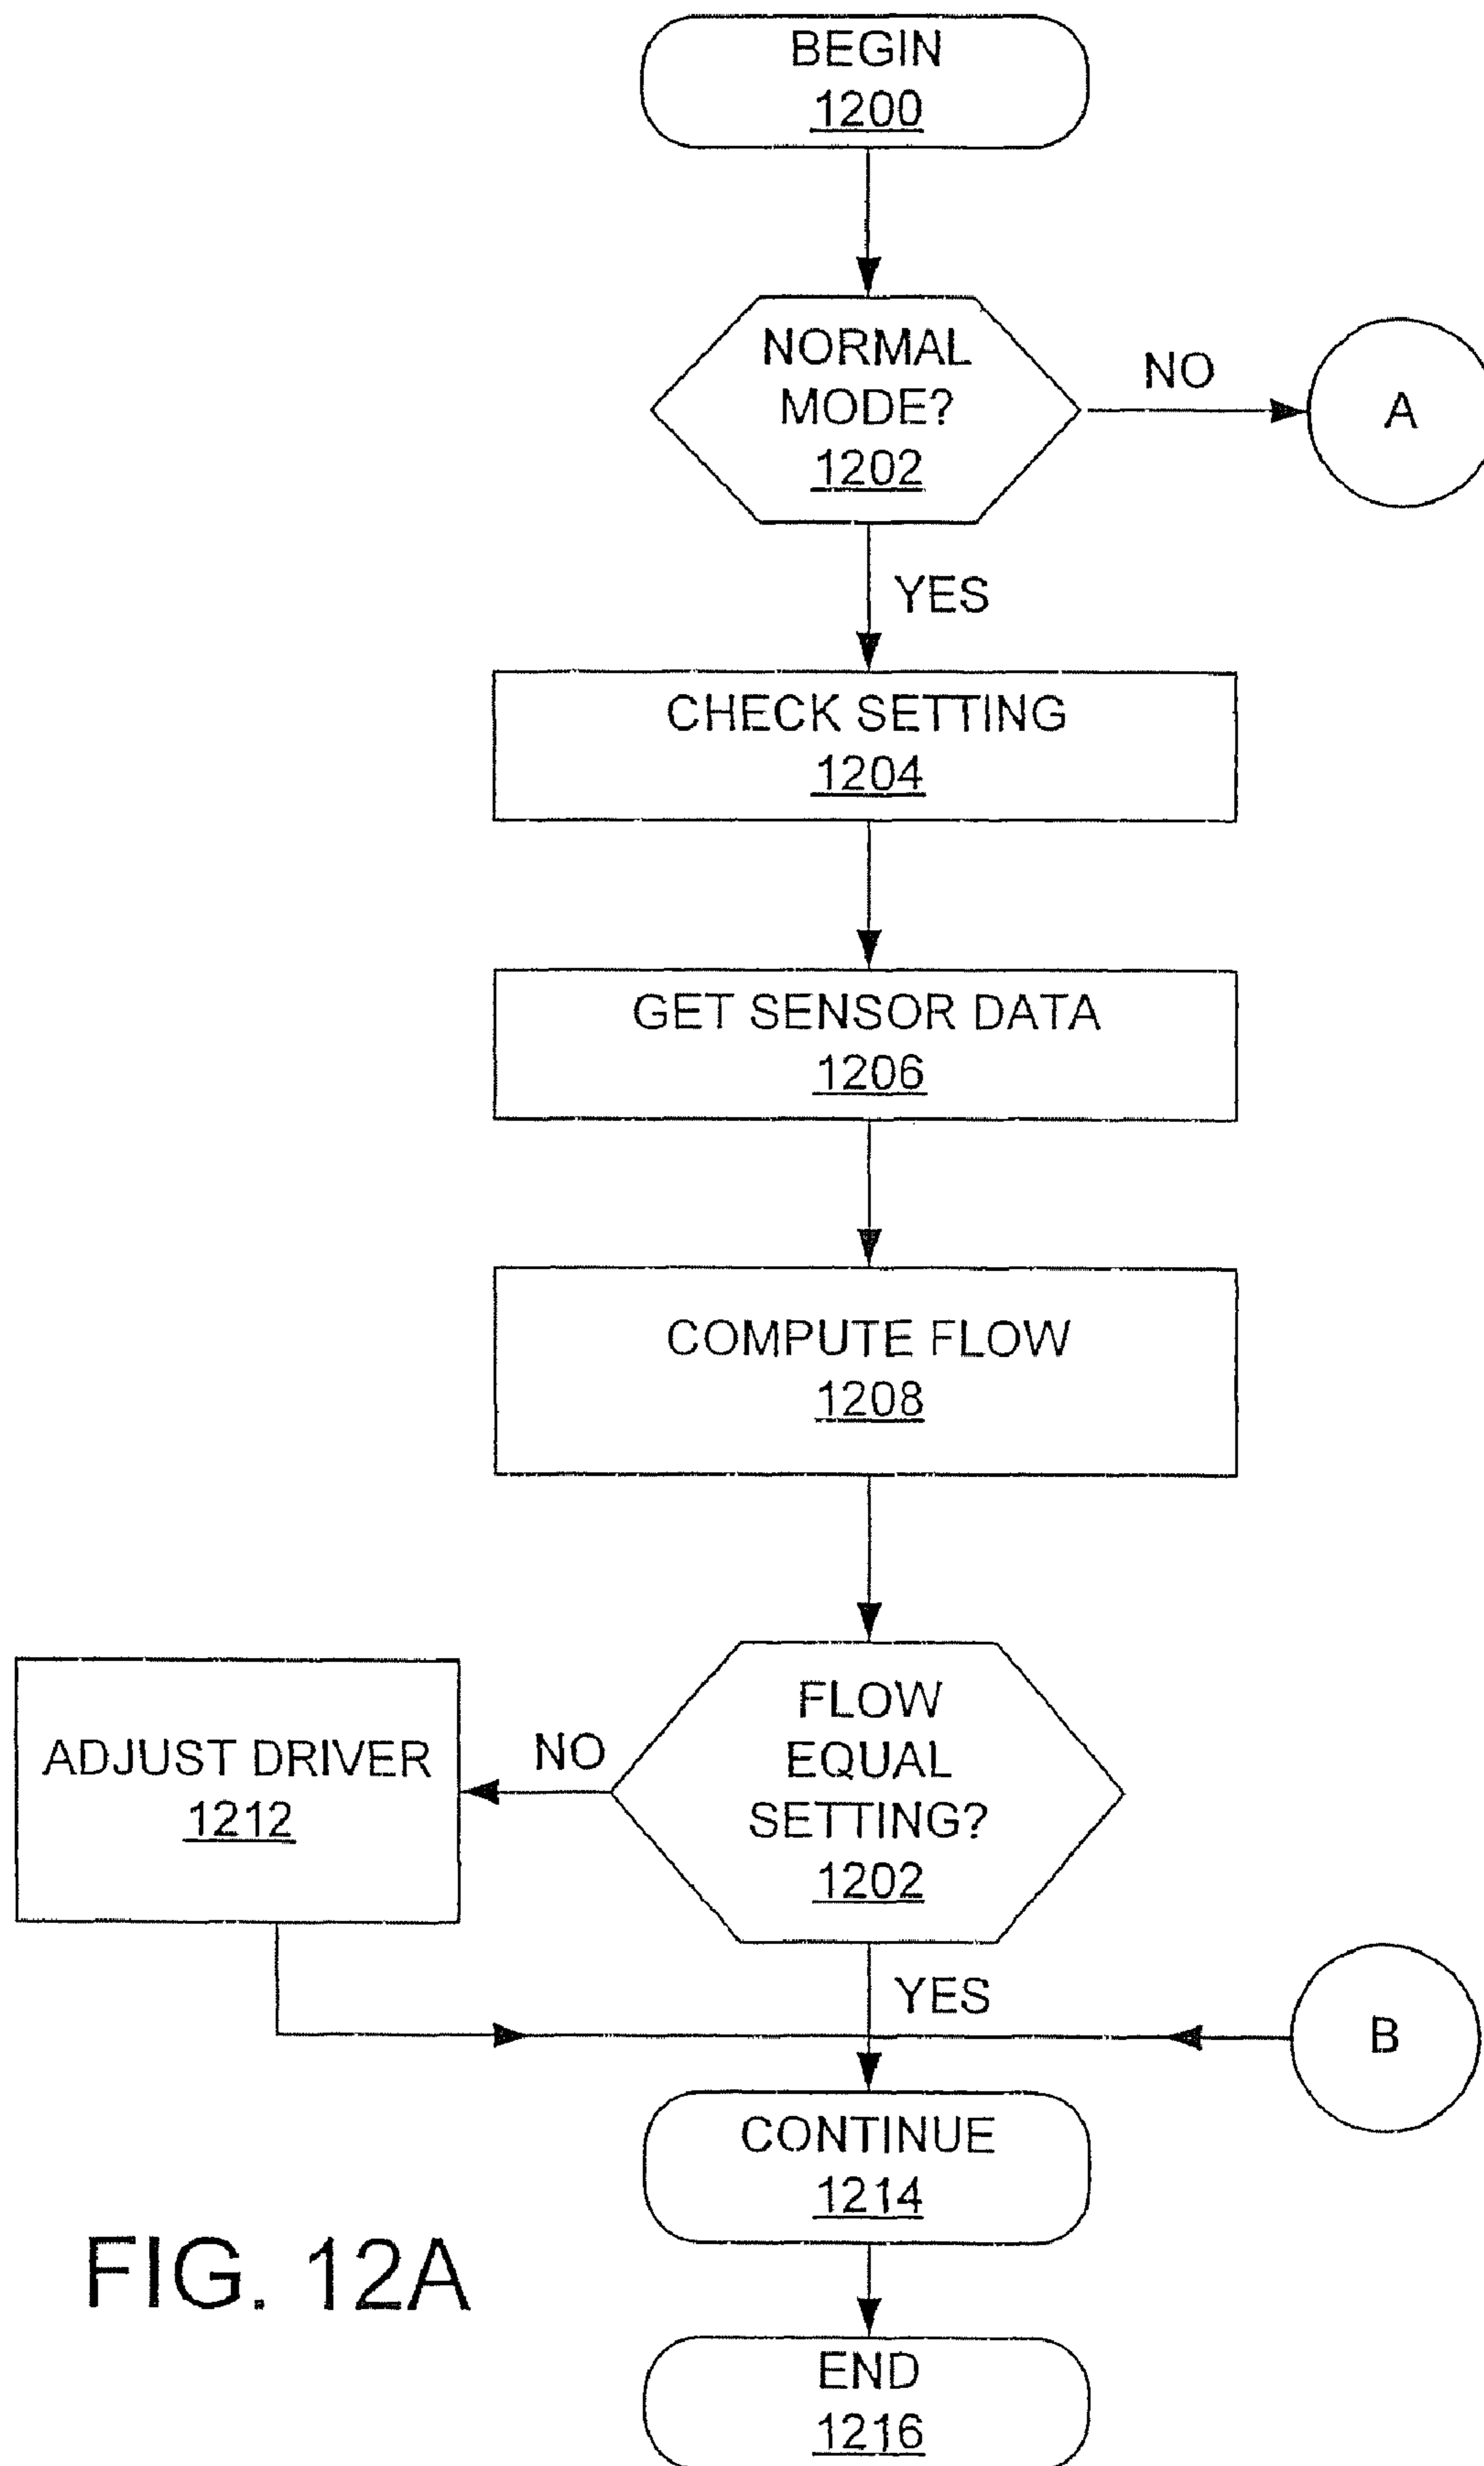 BEGIN
1200
NORMAL
MODE?
1202
NO
A
YES
CHECK SETTING
1204
GET SENSOR DATA
1206
COMPUTE FLOW
1208
FLOW
EQUAL
SETTING?
1202
NO
ADJUST DRIVER
1212
YES
B
CONTINUE
1214
FIG. 12A
END
1216